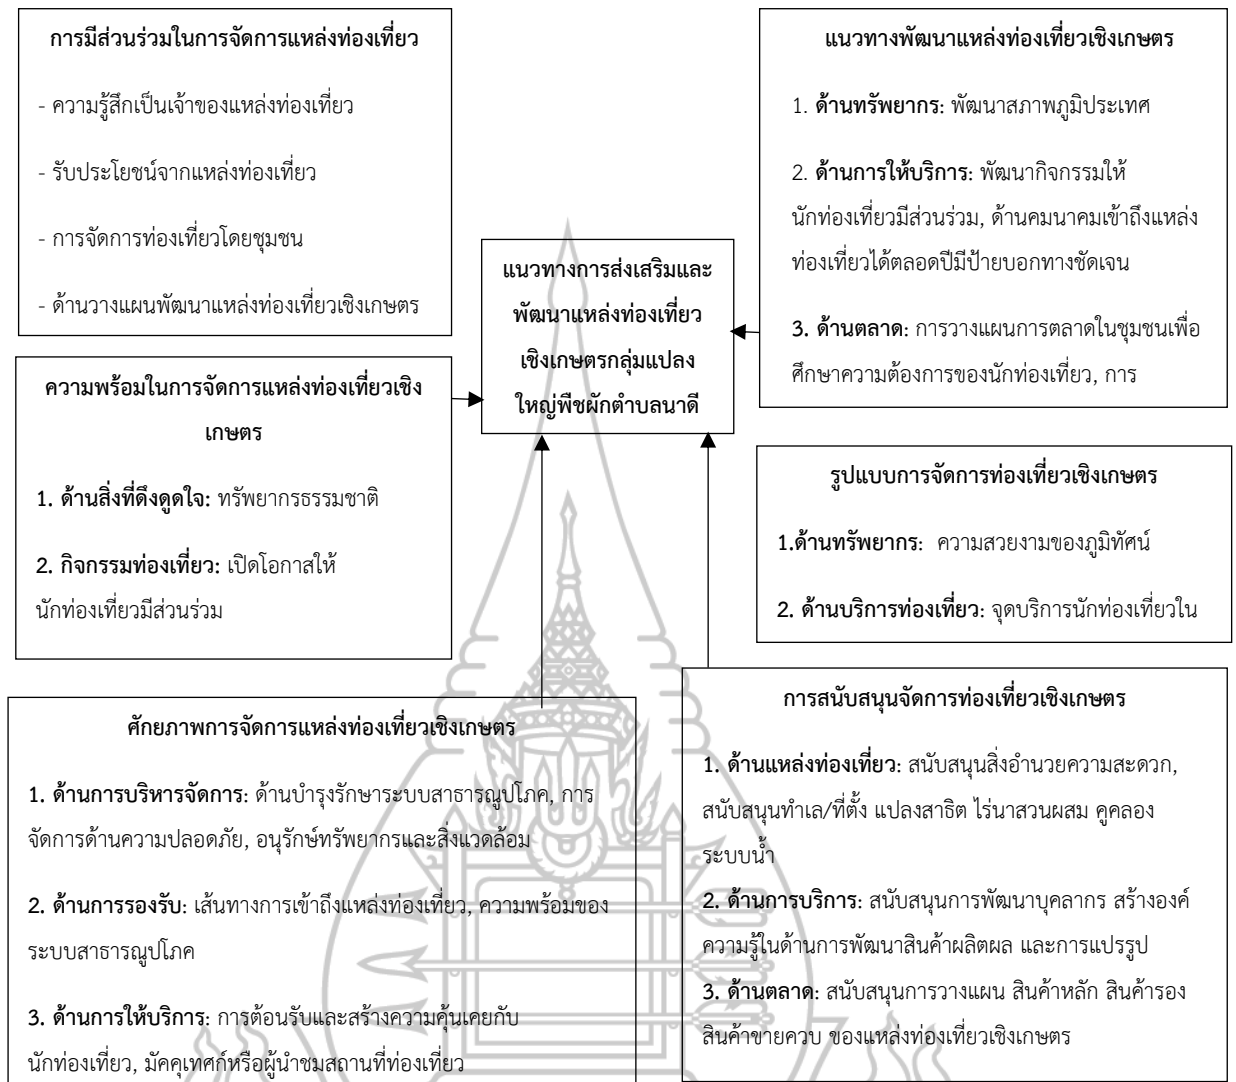 การมีส่วนร่วมในการจัดการแหล่งท่องเที่ยว
- ความรู้สึกเป็นเจ้าของแหล่งท่องเที่ยว
- รับประโยชน์จากแหล่งท่องเที่ยว
- การจัดการท่องเที่ยวโดยชุมชน
- ด้านวางแผนพัฒนาแหล่งท่องเที่ยวเชิงเกษตร
แนวทางพัฒนาแหล่งท่องเที่ยวเชิงเกษตร
1. ด้านทรัพยากร: พัฒนาสภาพภูมิประเทศ
2. ด้านการให้บริการ: พัฒนากิจกรรมให้
นักท่องเที่ยวมีส่วนร่วม, ด้านคมนาคมเข้าถึงแหล่ง
ท่องเที่ยวได้ตลอดปีมีป้ายบอกทางชัดเจน
3. ด้านตลาด: การวางแผนการตลาดในชุมชนเพื่อ
ศึกษาความต้องการของนักท่องเที่ยว, การ
แนวทางการส่งเสริมและ
พัฒนาแหล่งท่องเที่ยว
เชิงเกษตรกลุ่มแปลง
ใหญ่พืชผักตำบลนาดี
ความพร้อมในการจัดการแหล่งท่องเที่ยวเชิง
เกษตร
1. ด้านสิ่งที่ดึงดูดใจ: ทรัพยากรธรรมชาติ
2. กิจกรรมท่องเที่ยว: เปิดโอกาสให้
นักท่องเที่ยวมีส่วนร่วม
รูปแบบการจัดการท่องเที่ยวเชิงเกษตร
1.ด้านทรัพยากร: ความสวยงามของภูมิทัศน์
2. ด้านบริการท่องเที่ยว: จุดบริการนักท่องเที่ยวใน
ศักยภาพการจัดการแหล่งท่องเที่ยวเชิงเกษตร
1. ด้านการบริหารจัดการ: ด้านบำรุงรักษาระบบสาธารณูปโภค, การ
จัดการด้านความปลอดภัย, อนุรักษ์ทรัพยากรและสิ่งแวดล้อม
2. ด้านการรองรับ: เส้นทางการเข้าถึงแหล่งท่องเที่ยว, ความพร้อมของ
ระบบสาธารณูปโภค
3. ด้านการให้บริการ: การต้อนรับและสร้างความคุ้นเคยกับ
นักท่องเที่ยว, มัคคุเทศก์หรือผู้นำชมสถานที่ท่องเที่ยว
การสนับสนุนจัดการท่องเที่ยวเชิงเกษตร
1. ด้านแหล่งท่องเที่ยว: สนับสนุนสิ่งอำนวยความสะดวก,
สนับสนุนทำเล/ที่ตั้ง แปลงสาธิต ไร่นาสวนผสม คูคลอง
ระบบน้ำ
2. ด้านการบริการ: สนับสนุนการพัฒนาบุคลากร สร้างองค์
ความรู้ในด้านการพัฒนาสินค้าผลิตผล และการแปรรูป
3. ด้านตลาด: สนับสนุนการวางแผน สินค้าหลัก สินค้ารอง
สินค้าขายควบ ของแหล่งท่องเที่ยวเชิงเกษตร